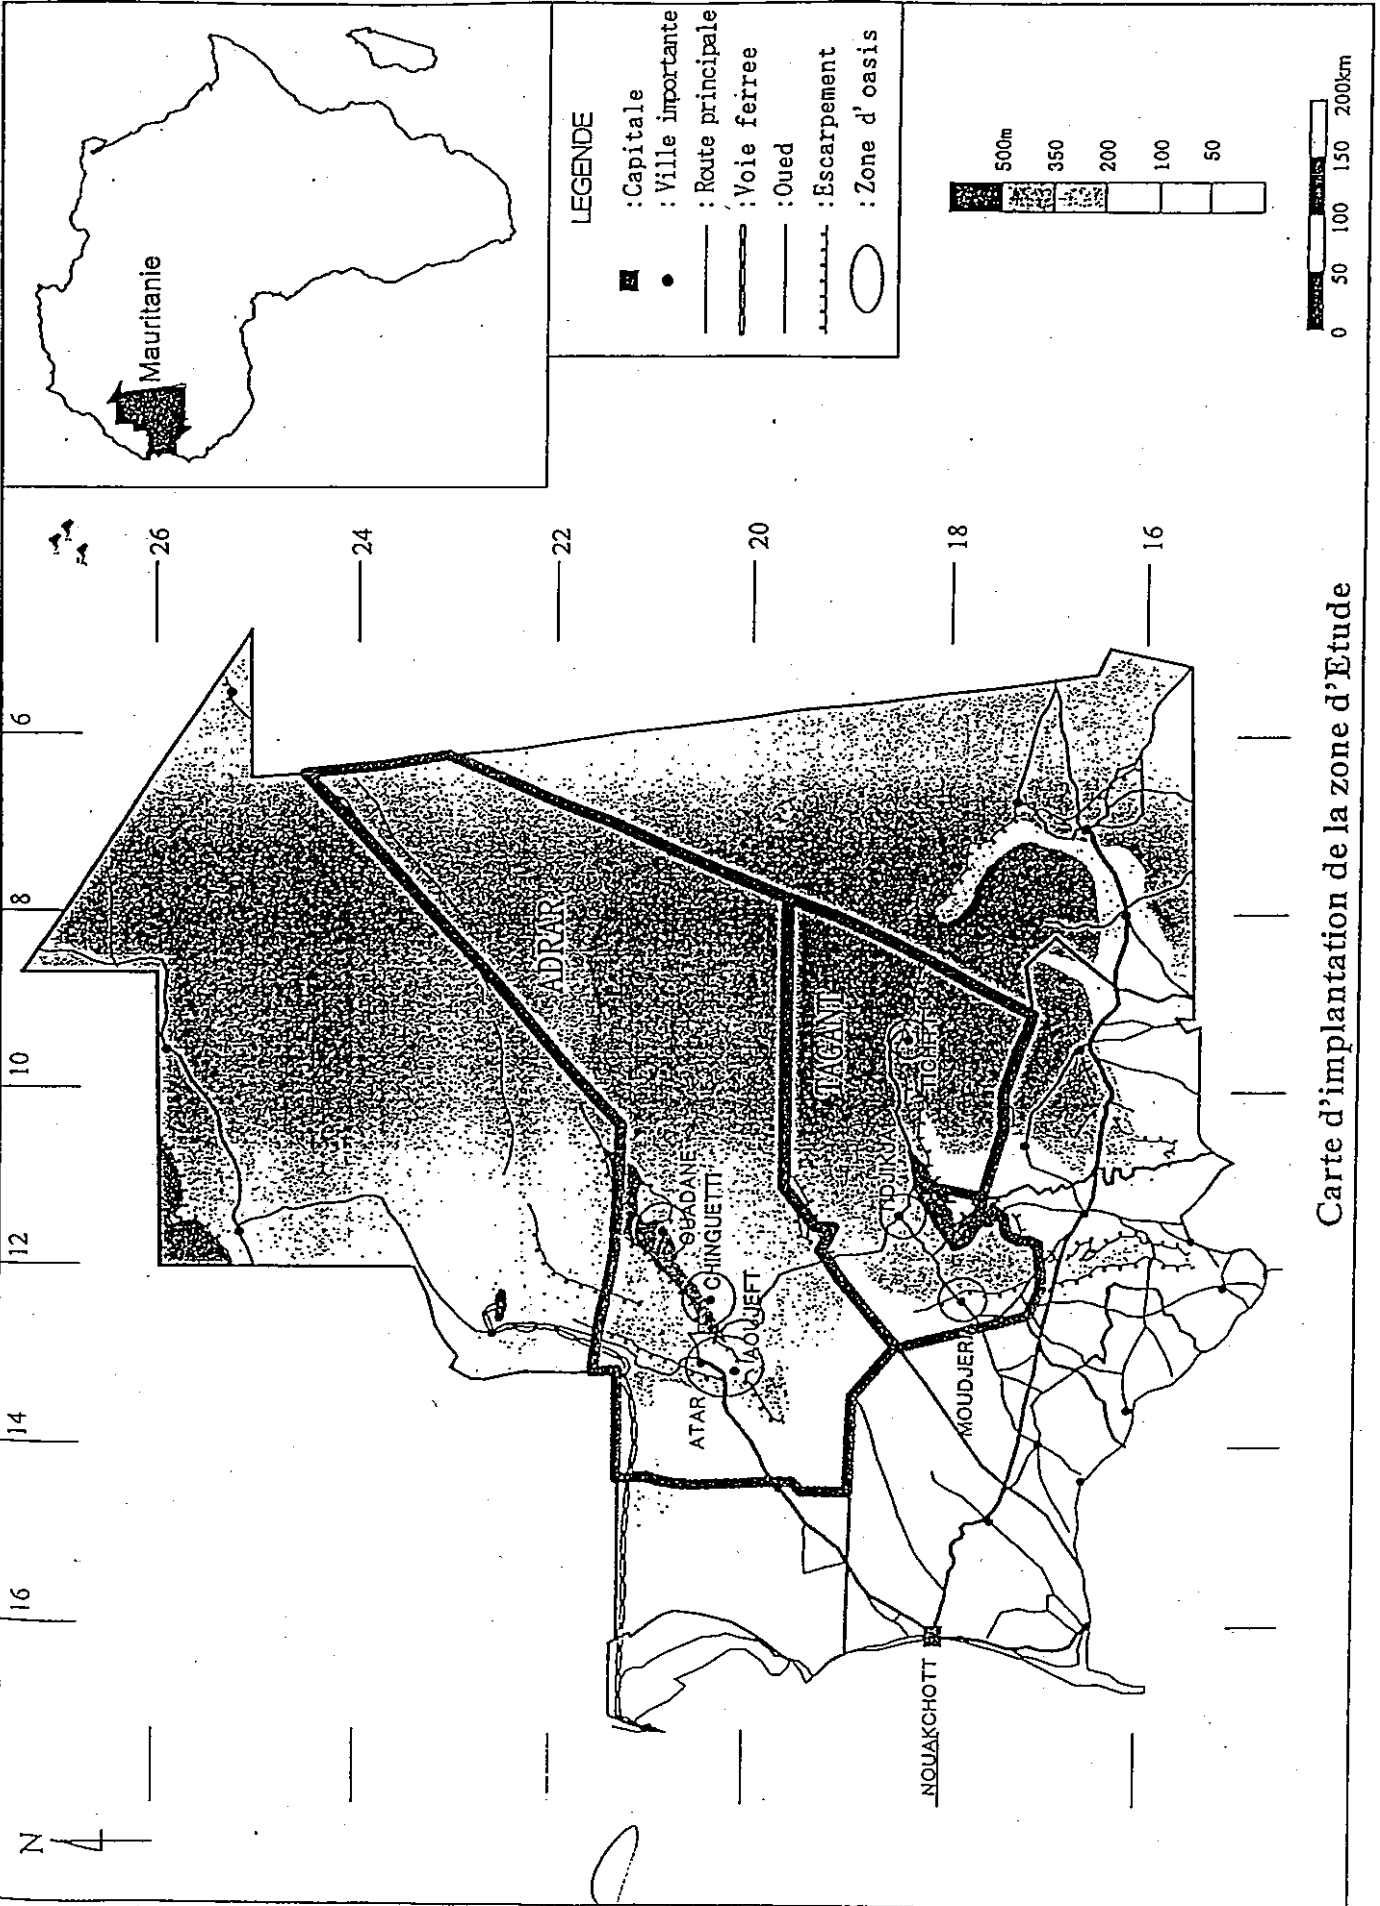 Mauritanie
LEGENDE
:Capitale
: Ville importante
: Route principale
: Voie ferree
:Oued
:Escarpement
: Zone d'oasis
500m
350
200
100
50
0 50 100 150 200km
N
16
14
12
10
8
6
26
24
22
20
18
16
ADRAR
OUADANE
CHINGUETTI
ATAR
AOUJEFT
TAGANT
TICHITT
TIDJIKJA
MOUDJERIA
NOUAKCHOTT
Carte d'implantation de la zone d'Etude